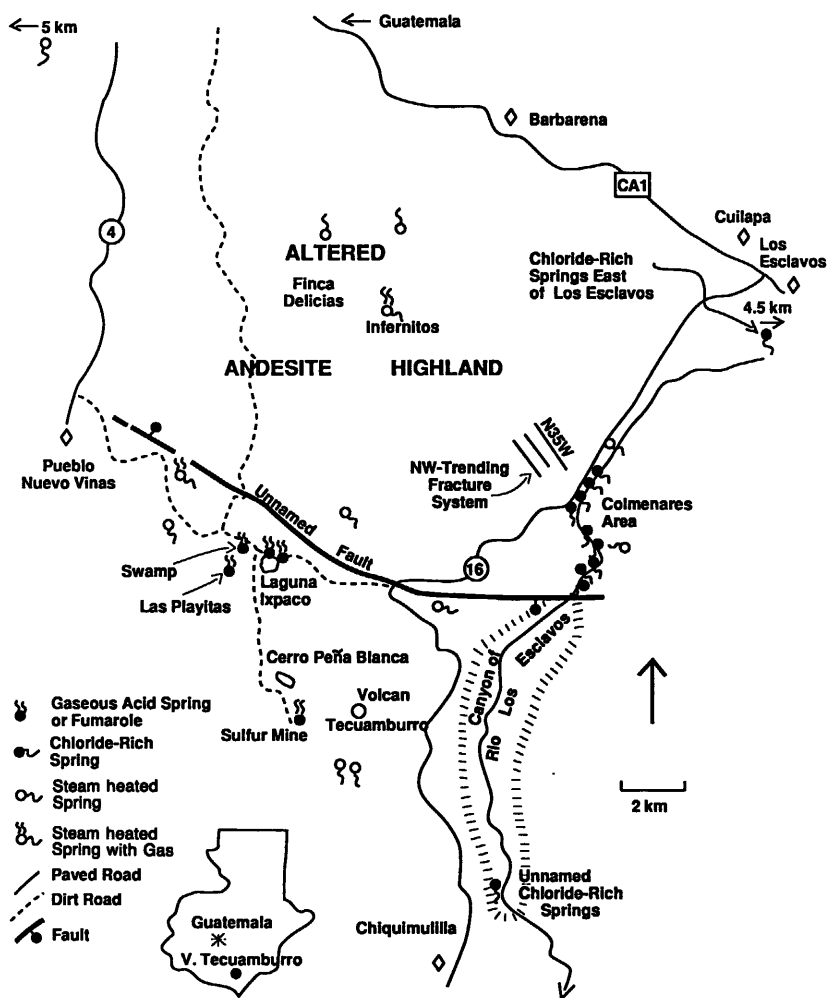 5 km
Guatemala
Barbarena
CA1
4
Cuilapa
Los
Esclavos
Chloride-Rich
Springs East
of Los Esclavos
4.5 km
ALTERED
Finca
Delicias
Infernitos
ANDESITE HIGHLAND
N35W
NW-Trending
Fracture
System
Pueblo
Nuevo Vinas
Colmenares
Area
Unnamed
Fault
16
Swamp
Las Playitas
Laguna
Ixpaco
Canyon of
Rio Los Esclavos
Cerro Peña Blanca
Volcan
Tecuamburro
Sulfur Mine
Gaseous Acid Spring
or Fumarole
Chloride-Rich
Spring
Steam heated
Spring
Steam heated
Spring with Gas
Paved Road
Dirt Road
Fault
2 km
Unnamed
Chloride-Rich
Springs
Guatemala
V. Tecuamburro
Chiquimulilla